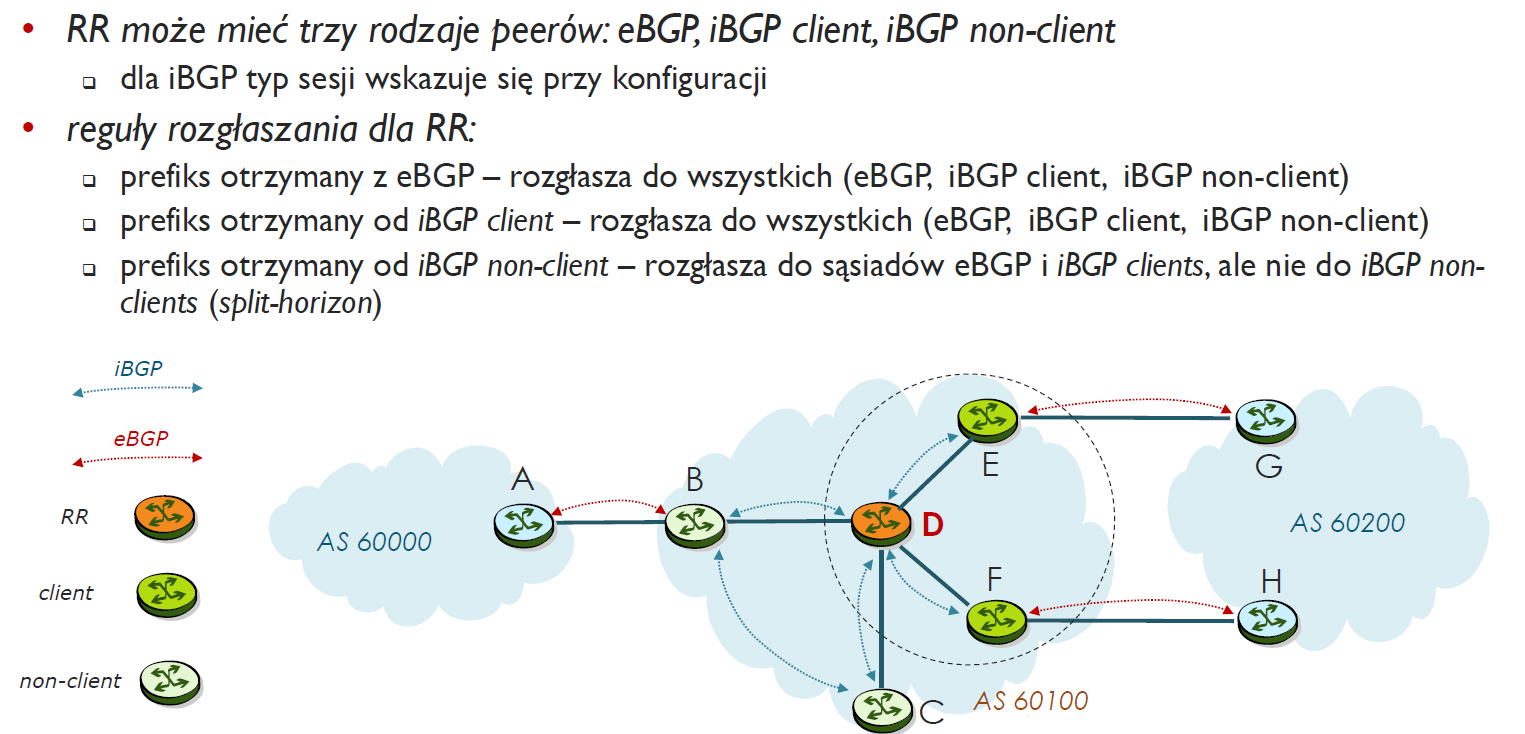 • RR może mieć trzy rodzaje peerów: eBGP, iBGP client, iBGP non-client
❑ dla iBGP typ sesji wskazuje się przy konfiguracji
• reguły rozgłaszania dla RR:
❑ prefiks otrzymany z eBGP – rozgłasza do wszystkich (eBGP, iBGP client, iBGP non-client)
❑ prefiks otrzymany od iBGP client – rozgłasza do wszystkich (eBGP, iBGP client, iBGP non-client)
❑ prefiks otrzymany od iBGP non-client – rozgłasza do sąsiadów eBGP i iBGP clients, ale nie do iBGP non-
clients (split-horizon)
iBGP
eBGP
RR
client
non-client
A
AS 60000
B
D
E
F
C
AS 60100
G
AS 60200
H